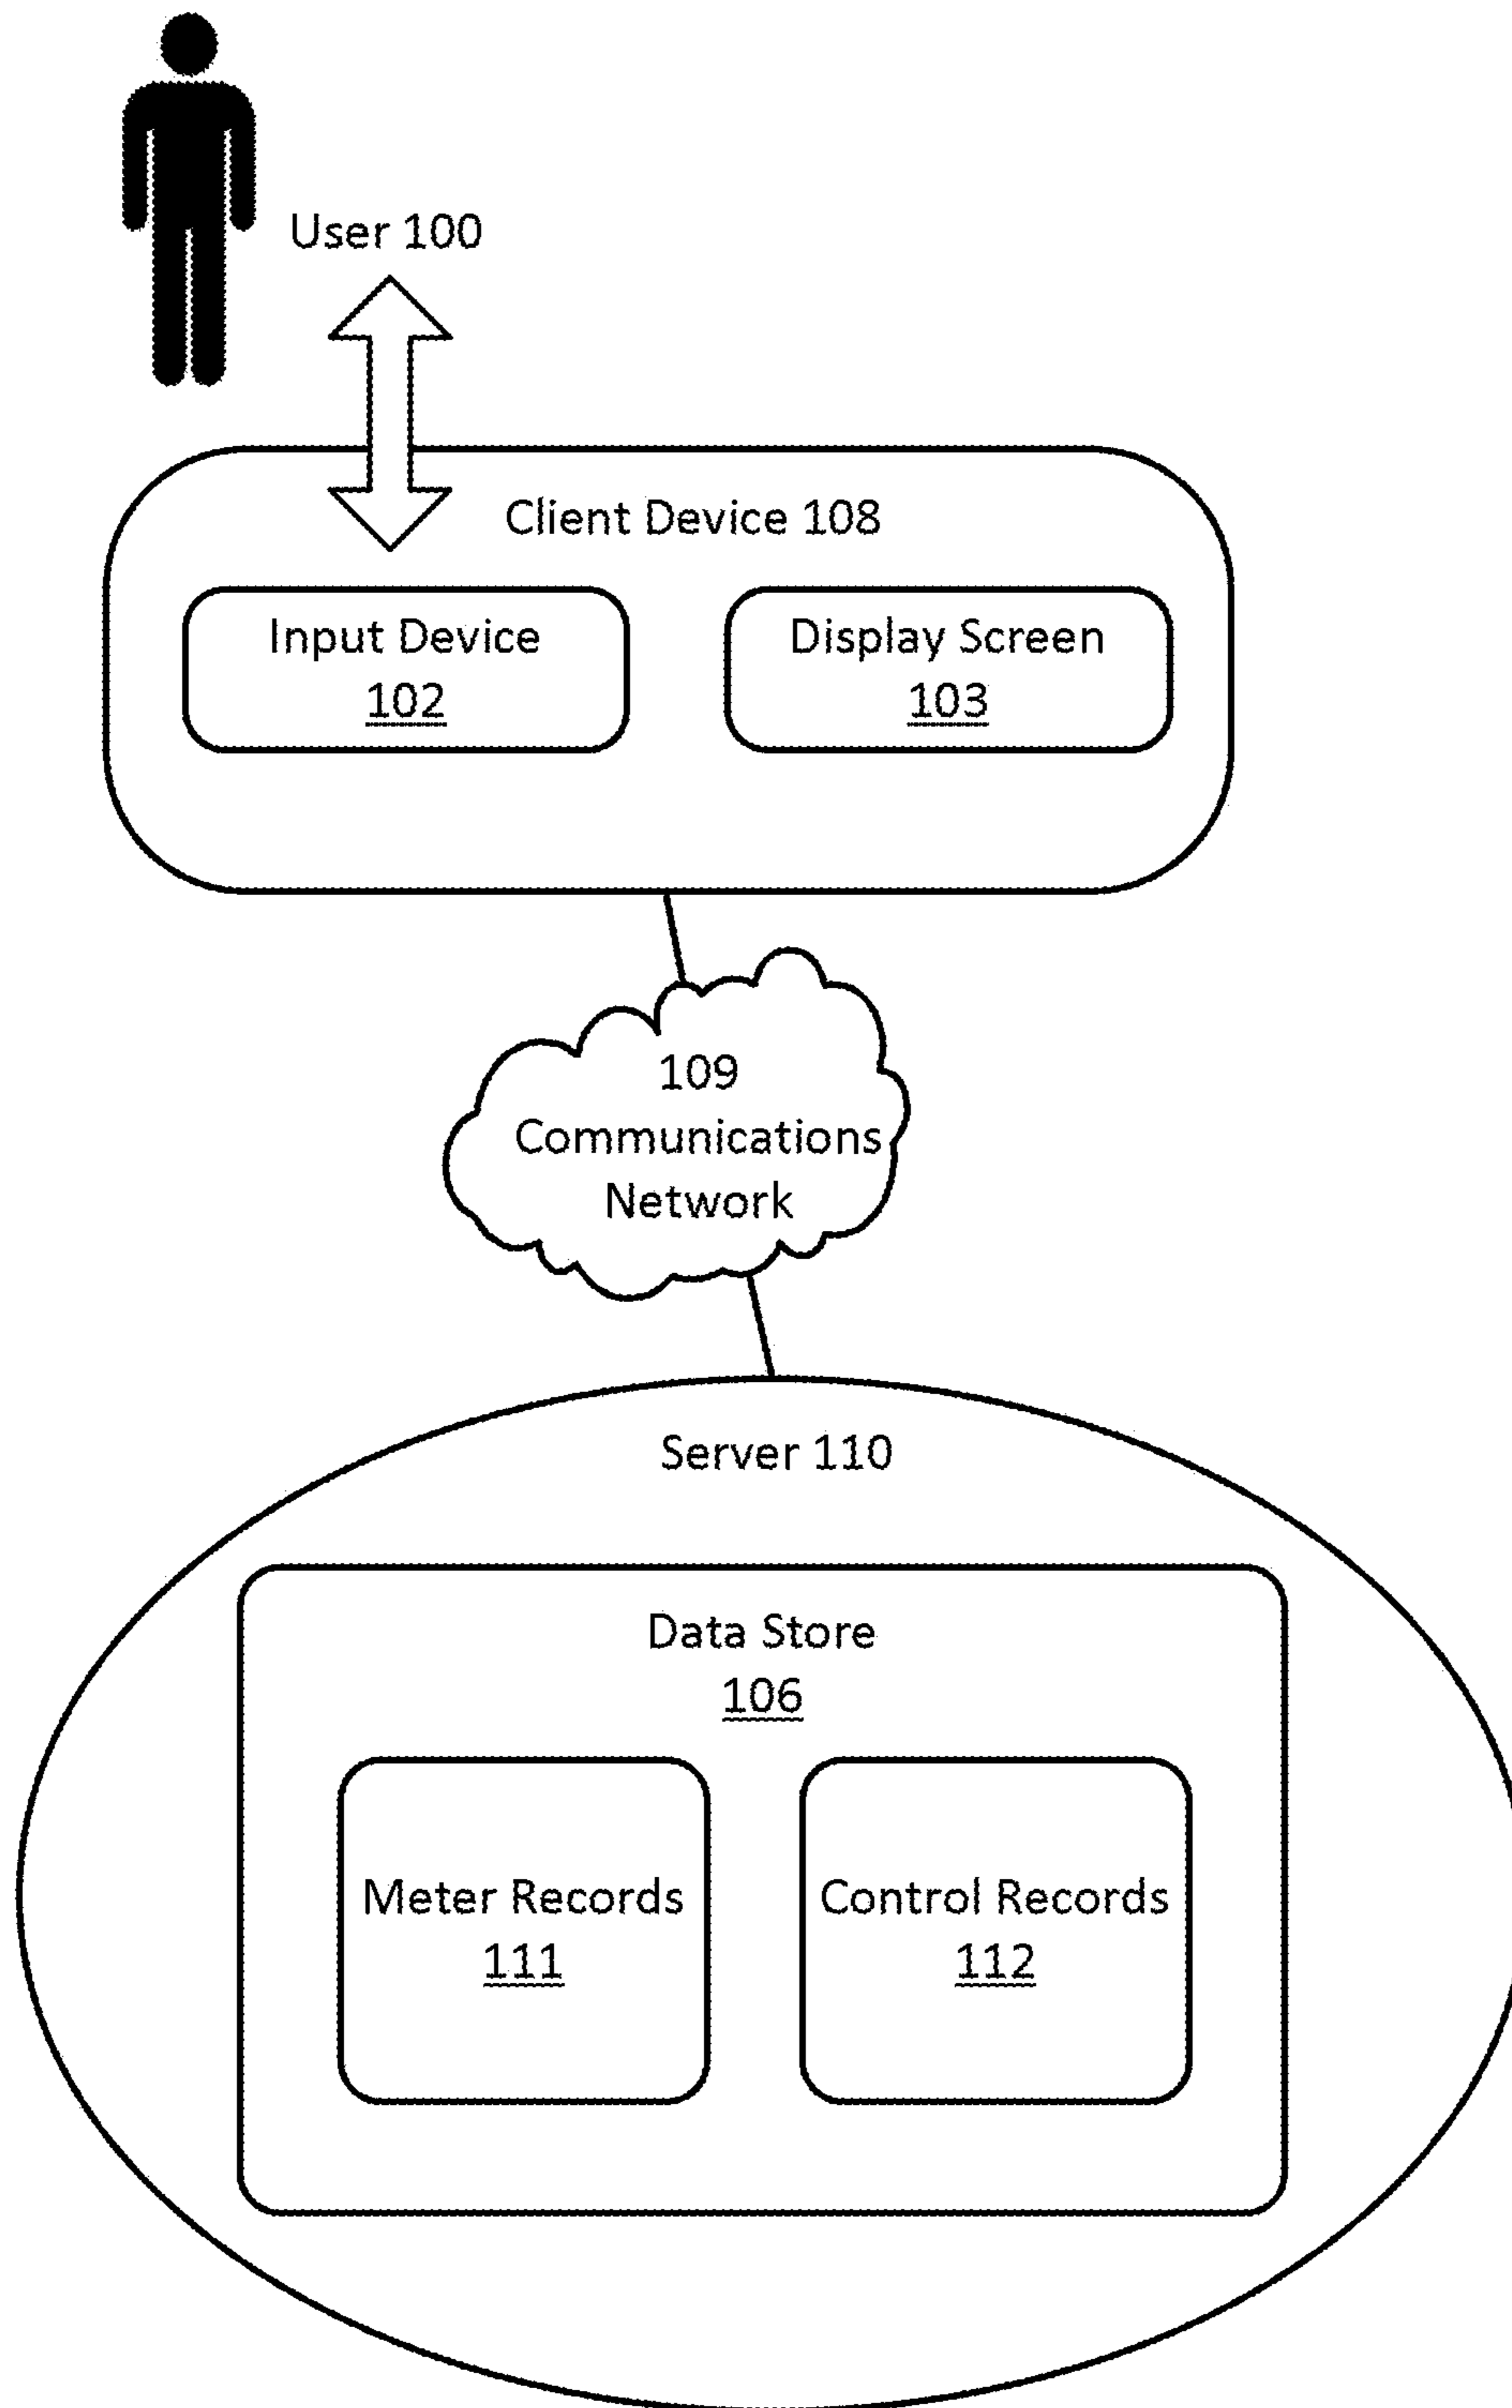 User 100
Client Device 108
Input Device
102
Display Screen
103
109
Communications
Network
Server 110
Data Store
106
Meter Records
111
Control Records
112